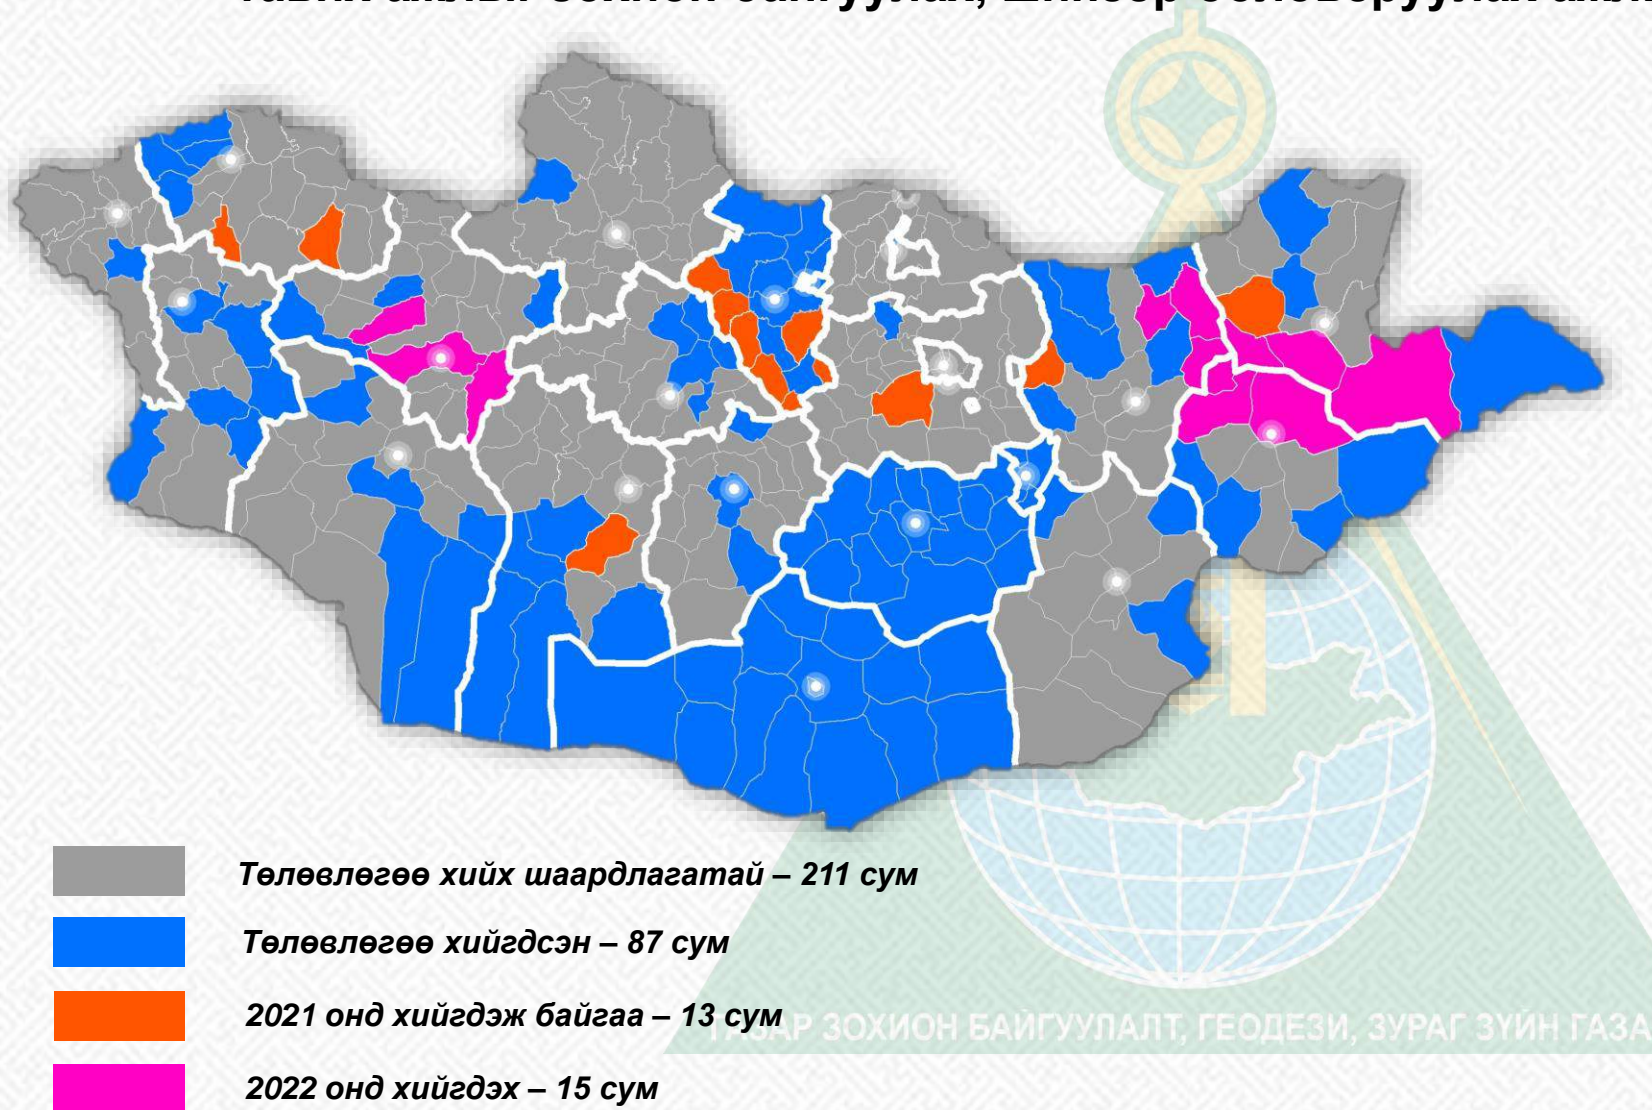 Төлөвлөгөө хийх шаардлагатай – 211 сум
Төлөвлөгөө хийгдсэн – 87 сум
2021 онд хийгдэж байгаа – 13 сум
ЗОХИОН БАЙГУУЛАЛТ, ГЕОДЕЗИ, ЗУРАГ ЗҮЙН ГАЗА
2022 онд хийгдэх – 15 сум